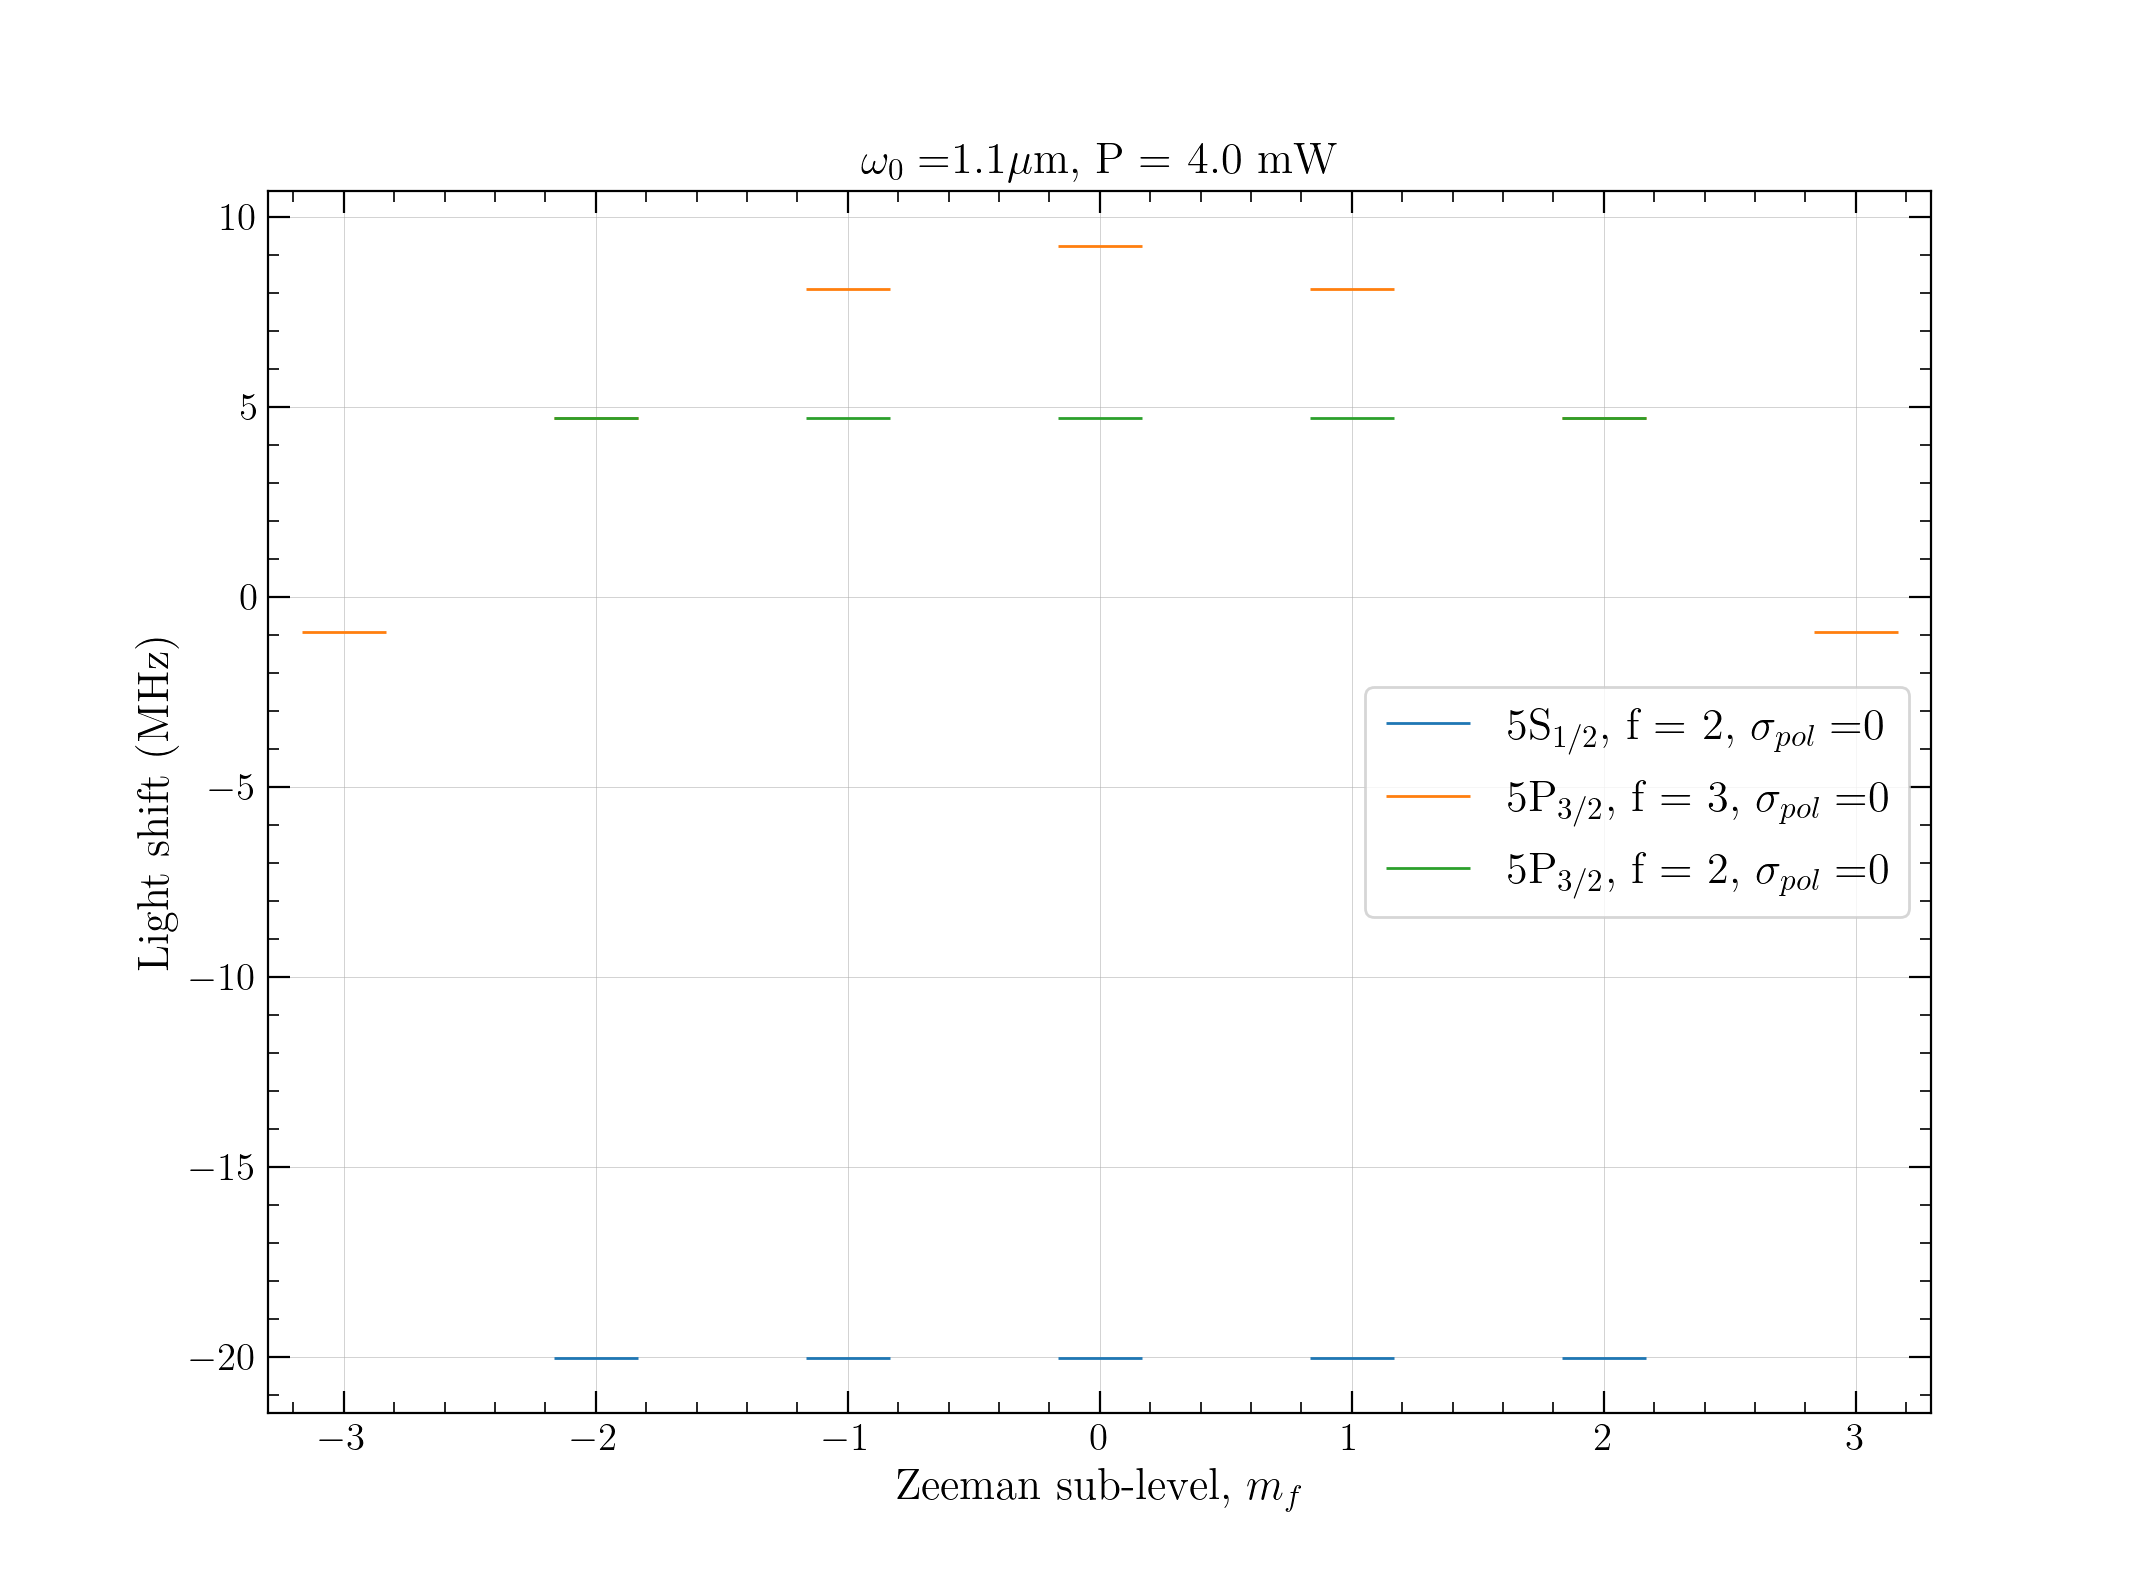 ω₀ =1.1μm, P = 4.0 mW
10
5
0
−5
−10
−15
−20
Light shift (MHz)
5S₁/₂, f = 2, σₚₒₗ =0
5P₃/₂, f = 3, σₚₒₗ =0
5P₃/₂, f = 2, σₚₒₗ =0
−3 −2 −1 0 1 2 3
Zeeman sub-level, m_f